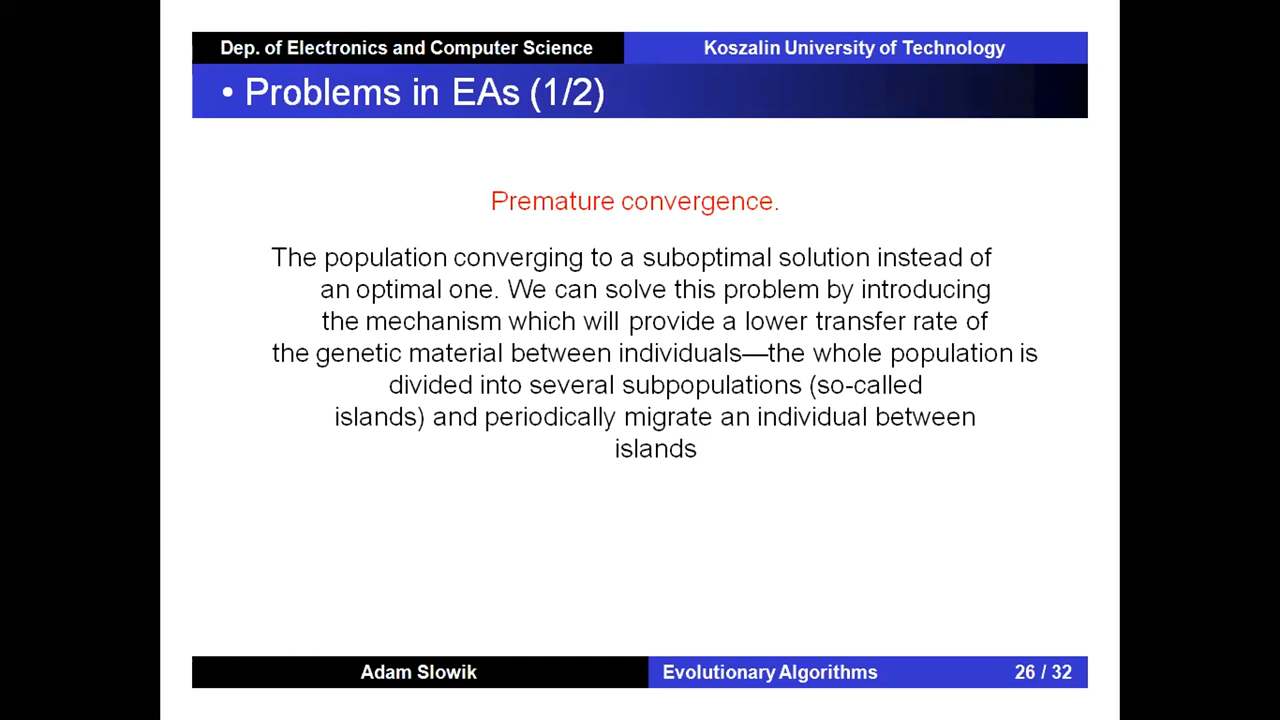 Dep. of Electronics and Computer Science Koszalin University of Technology
• Problems in EAs (1/2)
Premature convergence.
The population converging to a suboptimal solution instead of
an optimal one. We can solve this problem by introducing
the mechanism which will provide a lower transfer rate of
the genetic material between individuals—the whole population is
divided into several subpopulations (so-called
islands) and periodically migrate an individual between
islands
Adam Slowik Evolutionary Algorithms 26 / 32